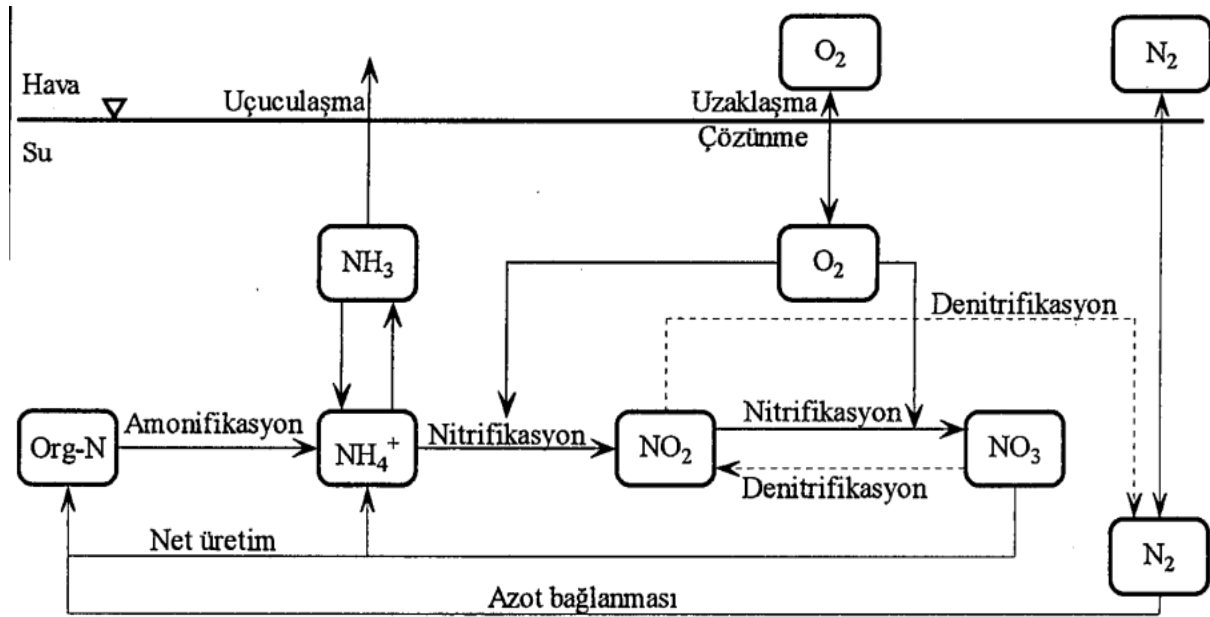 O₂
N₂
Hava
Uçuculaşma
Uzaklaşma
Çözünme
Su
NH₃
O₂
Denitrifikasyon
Org-N
Amonifikasyon
NH₄⁺
Nitrifikasyon
NO₂
Nitrifikasyon
NO₃
Denitrifikasyon
Net üretim
N₂
Azot bağlanması